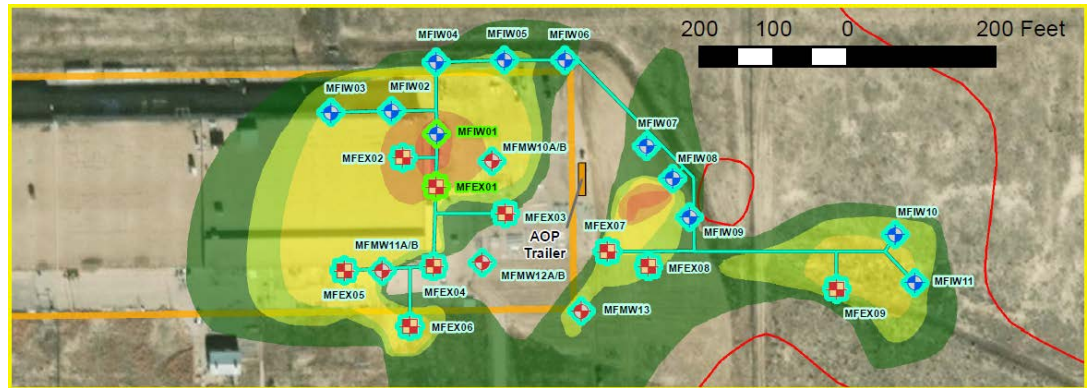 MFIW04
MFIW05
MFIW06
200 100 0 200 Feet
MFIW03
MFIW02
MFIW01
MFIW07
MFMW10A/B
MFEX02
MFIW08
MFEX01
MFEX03
MFEX07
MFIW09
MFIW10
AOP
Trailer
MFMW11A/B
MFEX05
MFEX04
MFMW12A/B
MFEX08
MFIW11
MFEX09
MFMW13
MFEX06